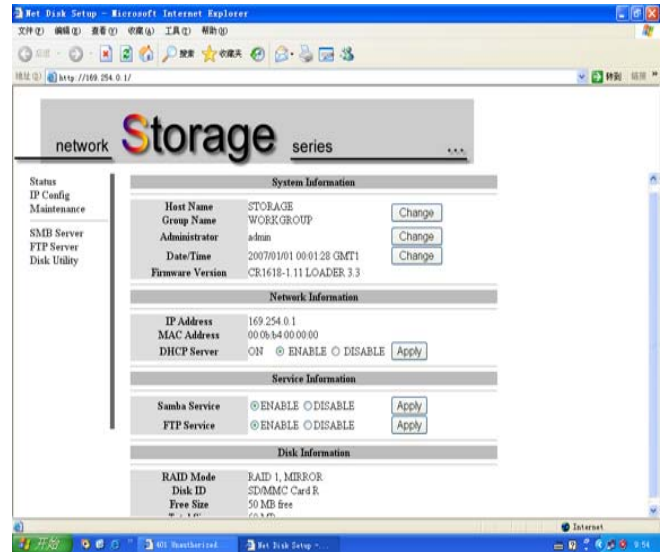 Net Disk Setup - Microsoft Internet Explorer
文件(F) 编辑(E) 查看(V) 收藏(A) 工具(T) 帮助(H)
搜索 收藏夹
地址(D) http://169.254.0.1/ 转到 链接 »
network Storage series ...
Status
IP Config
Maintenance
SMB Server
FTP Server
Disk Utility
System Information
Host Name STORAGE Change
Group Name WORKGROUP
Administrator admin Change
Date/Time 2007/01/01 00:01:28 GMT1 Change
Firmware Version CR1618-1.11 LOADER 3.3
Network Information
IP Address 169.254.0.1
MAC Address 00:0b:b4:00:00:00
DHCP Server ON ENABLE DISABLE Apply
Service Information
Samba Service ENABLE DISABLE Apply
FTP Service ENABLE DISABLE Apply
Disk Information
RAID Mode RAID 1, MIRROR
Disk ID SD/MMC Card R
Free Size 50 MB free
Internet
开始 401 Unauthorized Net Disk Setup -... 9:54